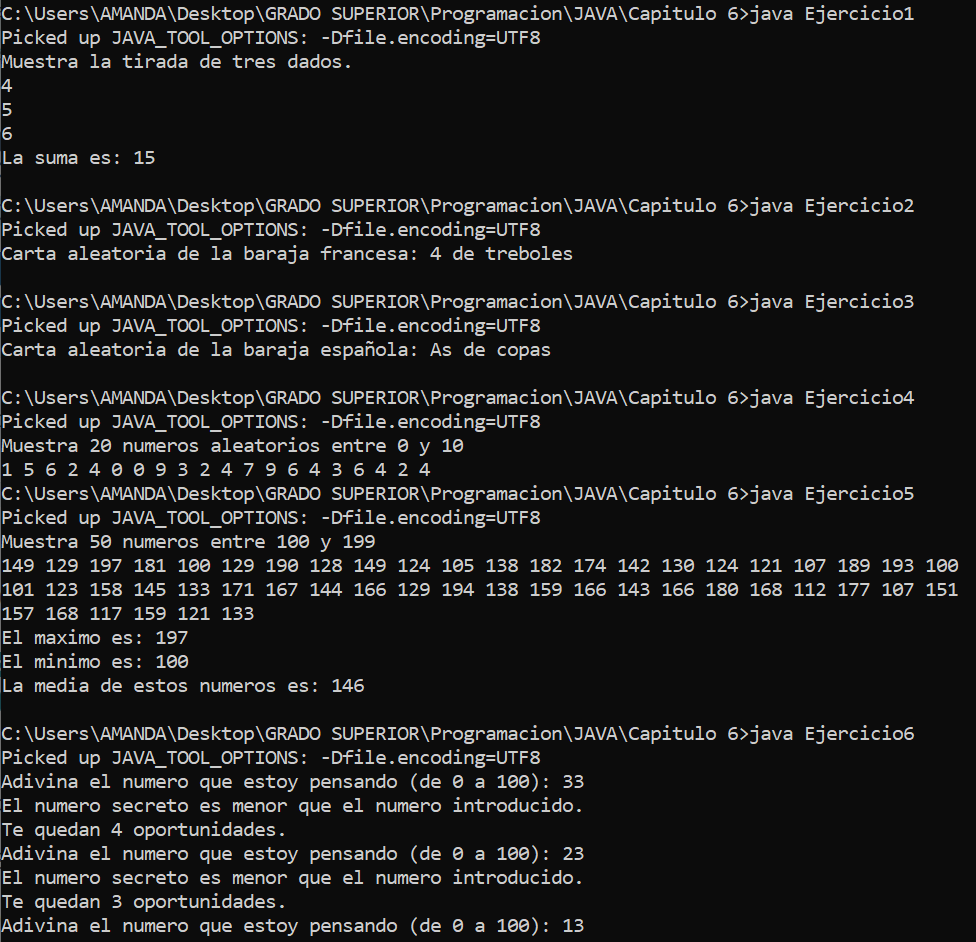 C:\Users\AMANDA\Desktop\GRADO SUPERIOR\Programacion\JAVA\Capitulo 6>java Ejercicio1
Picked up JAVA_TOOL_OPTIONS: -Dfile.encoding=UTF8
Muestra la tirada de tres dados.
4
5
6
La suma es: 15
C:\Users\AMANDA\Desktop\GRADO SUPERIOR\Programacion\JAVA\Capitulo 6>java Ejercicio2
Picked up JAVA_TOOL_OPTIONS: -Dfile.encoding=UTF8
Carta aleatoria de la baraja francesa: 4 de treboles
C:\Users\AMANDA\Desktop\GRADO SUPERIOR\Programacion\JAVA\Capitulo 6>java Ejercicio3
Picked up JAVA_TOOL_OPTIONS: -Dfile.encoding=UTF8
Carta aleatoria de la baraja española: As de copas
C:\Users\AMANDA\Desktop\GRADO SUPERIOR\Programacion\JAVA\Capitulo 6>java Ejercicio4
Picked up JAVA_TOOL_OPTIONS: -Dfile.encoding=UTF8
Muestra 20 numeros aleatorios entre 0 y 10
1 5 6 2 4 0 0 9 3 2 4 7 9 6 4 3 6 4 2 4
C:\Users\AMANDA\Desktop\GRADO SUPERIOR\Programacion\JAVA\Capitulo 6>java Ejercicio5
Picked up JAVA_TOOL_OPTIONS: -Dfile.encoding=UTF8
Muestra 50 numeros entre 100 y 199
149 129 197 181 100 129 190 128 149 124 105 138 182 174 142 130 124 121 107 189 193 100
101 123 158 145 133 171 167 144 166 129 194 138 159 166 143 166 180 168 112 177 107 151
157 168 117 159 121 133
El maximo es: 197
El minimo es: 100
La media de estos numeros es: 146
C:\Users\AMANDA\Desktop\GRADO SUPERIOR\Programacion\JAVA\Capitulo 6>java Ejercicio6
Picked up JAVA_TOOL_OPTIONS: -Dfile.encoding=UTF8
Adivina el numero que estoy pensando (de 0 a 100): 33
El numero secreto es menor que el numero introducido.
Te quedan 4 oportunidades.
Adivina el numero que estoy pensando (de 0 a 100): 23
El numero secreto es menor que el numero introducido.
Te quedan 3 oportunidades.
Adivina el numero que estoy pensando (de 0 a 100): 13